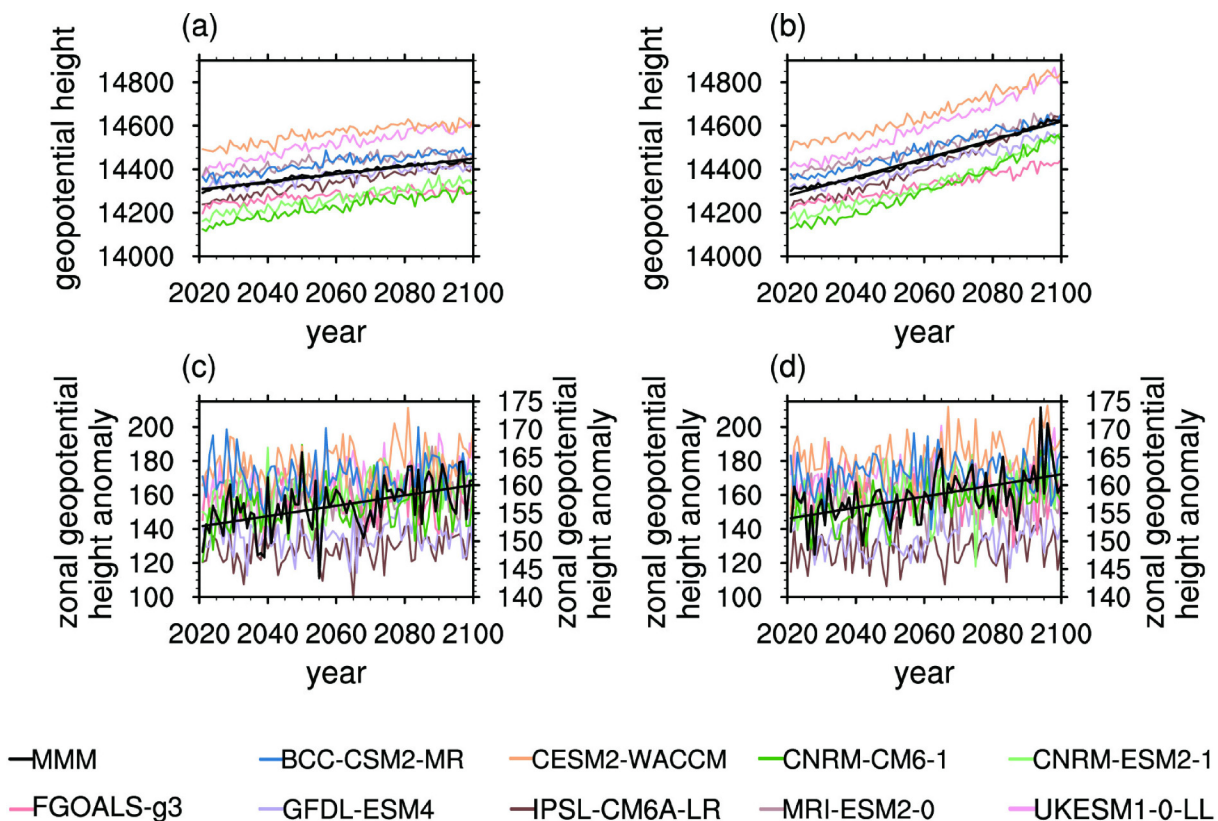 (a) (b)
geopotential height
14800
14600
14400
14200
14000
2020 2040 2060 2080 2100
year
geopotential height
14800
14600
14400
14200
14000
2020 2040 2060 2080 2100
year
(c) (d)
zonal geopotential
height anomaly
200
180
160
140
120
100
175
170
165
160
155
150
145
140
zonal geopotential
height anomaly
2020 2040 2060 2080 2100
year
zonal geopotential
height anomaly
200
180
160
140
120
100
175
170
165
160
155
150
145
140
zonal geopotential
height anomaly
2020 2040 2060 2080 2100
year
MMM BCC-CSM2-MR CESM2-WACCM CNRM-CM6-1 CNRM-ESM2-1
FGOALS-g3 GFDL-ESM4 IPSL-CM6A-LR MRI-ESM2-0 UKESM1-0-LL